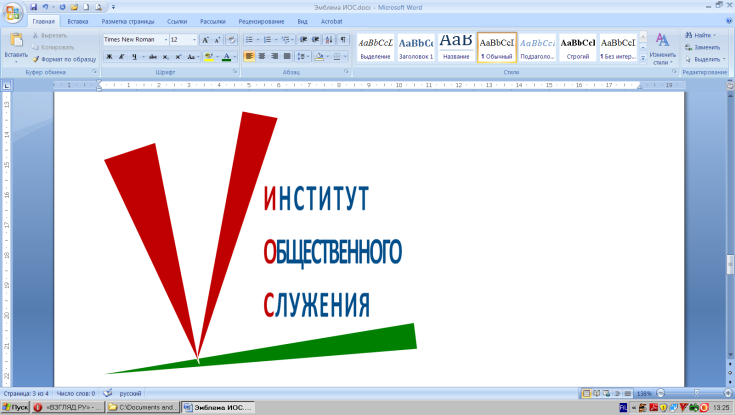 Эмблема ИОС.docx - Microsoft Word
Главная Вставка Разметка страницы Ссылки Рассылки Рецензирование Вид Acrobat
Вставить
Вырезать
Копировать
Формат по образцу
Буфер обмена
Times New Roman 12
Шрифт
Абзац
AaBbCcL AaBbCc AaB AaBbCcI AaBbCci AaBbCcl AaBbCcI
Выделение Заголовок 1 Название ¶ Обычный Подзаголо... Строгий ¶ Без интер...
Стили
Изменить стили
Найти
Заменить
Выделить
Редактирование
ИНСТИТУТ
ОБЩЕСТВЕННОГО
СЛУЖЕНИЯ
Страница: 3 из 4 Число слов: 0 русский 138%
Пуск «ВЗГЛЯД.РУ» - ... C:\Documents and... Эмблема ИОС.... 13:25